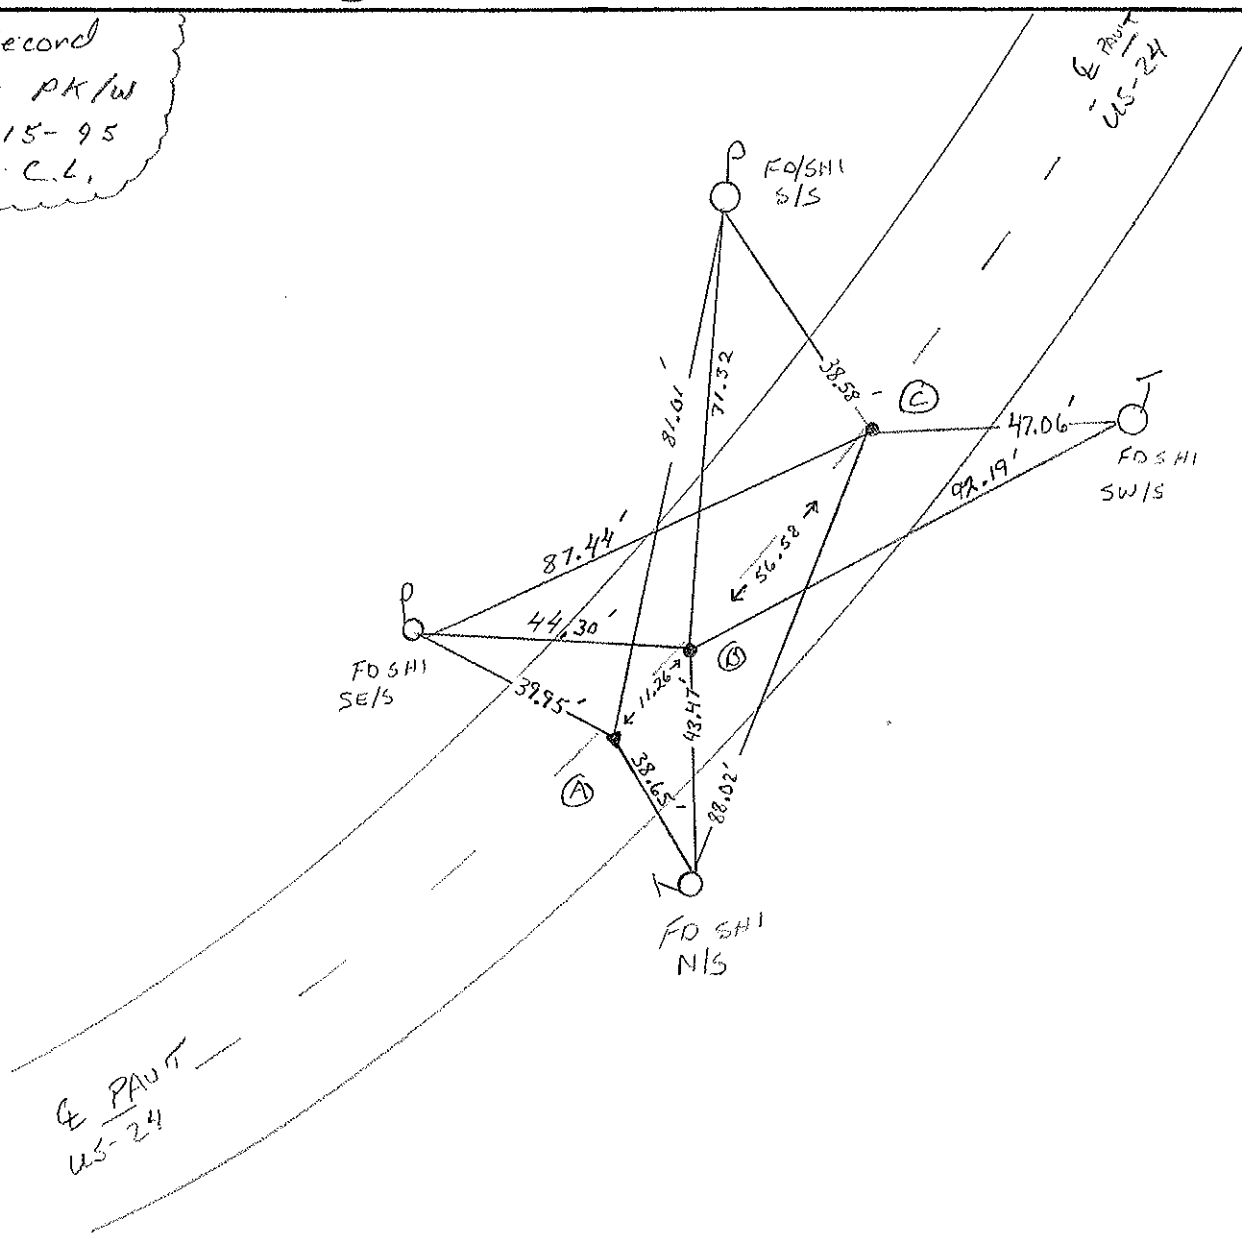 econd
PK/W
15-95
C.L.
℄ PAVT
US-24
FD/SHI
S/S
81.01'
71.32
38.58'
C
47.06'
FD SHI
SW/S
92.19'
87.44'
56.58
44.30'
B
FD SHI
SE/S
39.95'
11.26'
43.47'
A
38.65'
88.02'
FD SHI
N/S
℄ PAVT
US-24